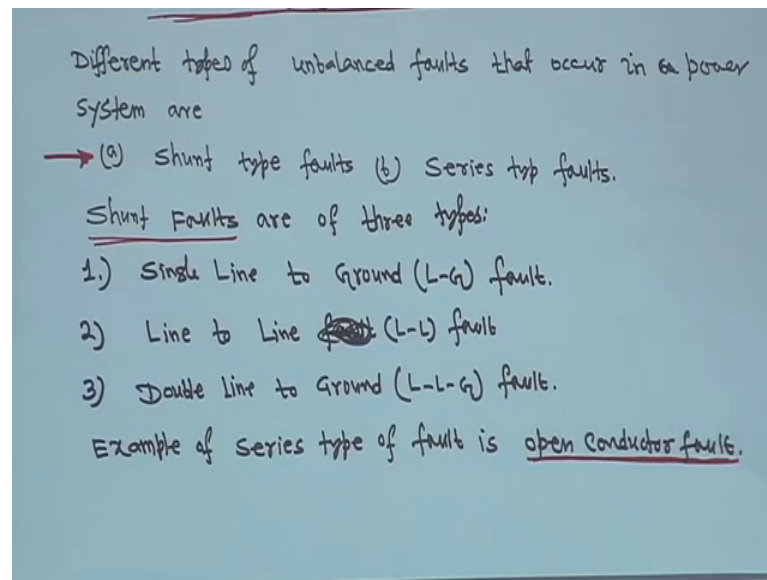 Different types of unbalanced faults that occur in a power
System are
(a) Shunt type faults (b) Series typ faults.
Shunt Faults are of three types:
1.) Single Line to Ground (L-G) fault.
2) Line to Line (L-L) fault
3) Double Line to Ground (L-L-G) fault.
Example of series type of fault is open conductor fault.